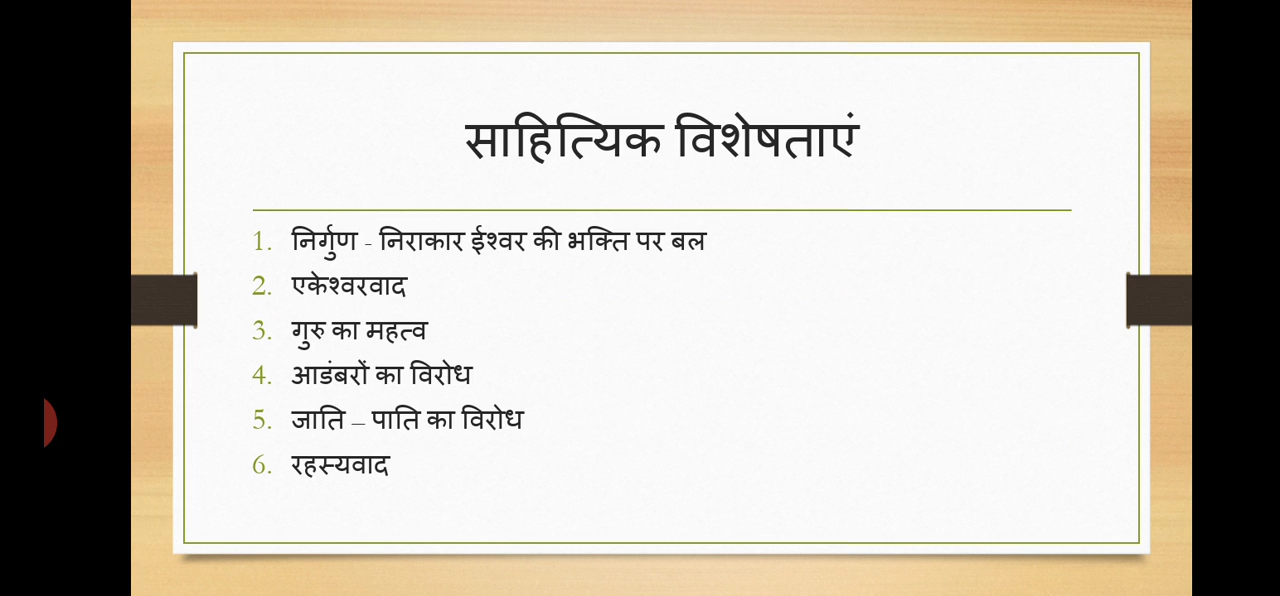 साहित्यिक विशेषताएं
1. निर्गुण - निराकार ईश्वर की भक्ति पर बल
2. एकेश्वरवाद
3. गुरु का महत्व
4. आडंबरों का विरोध
5. जाति – पाति का विरोध
6. रहस्यवाद